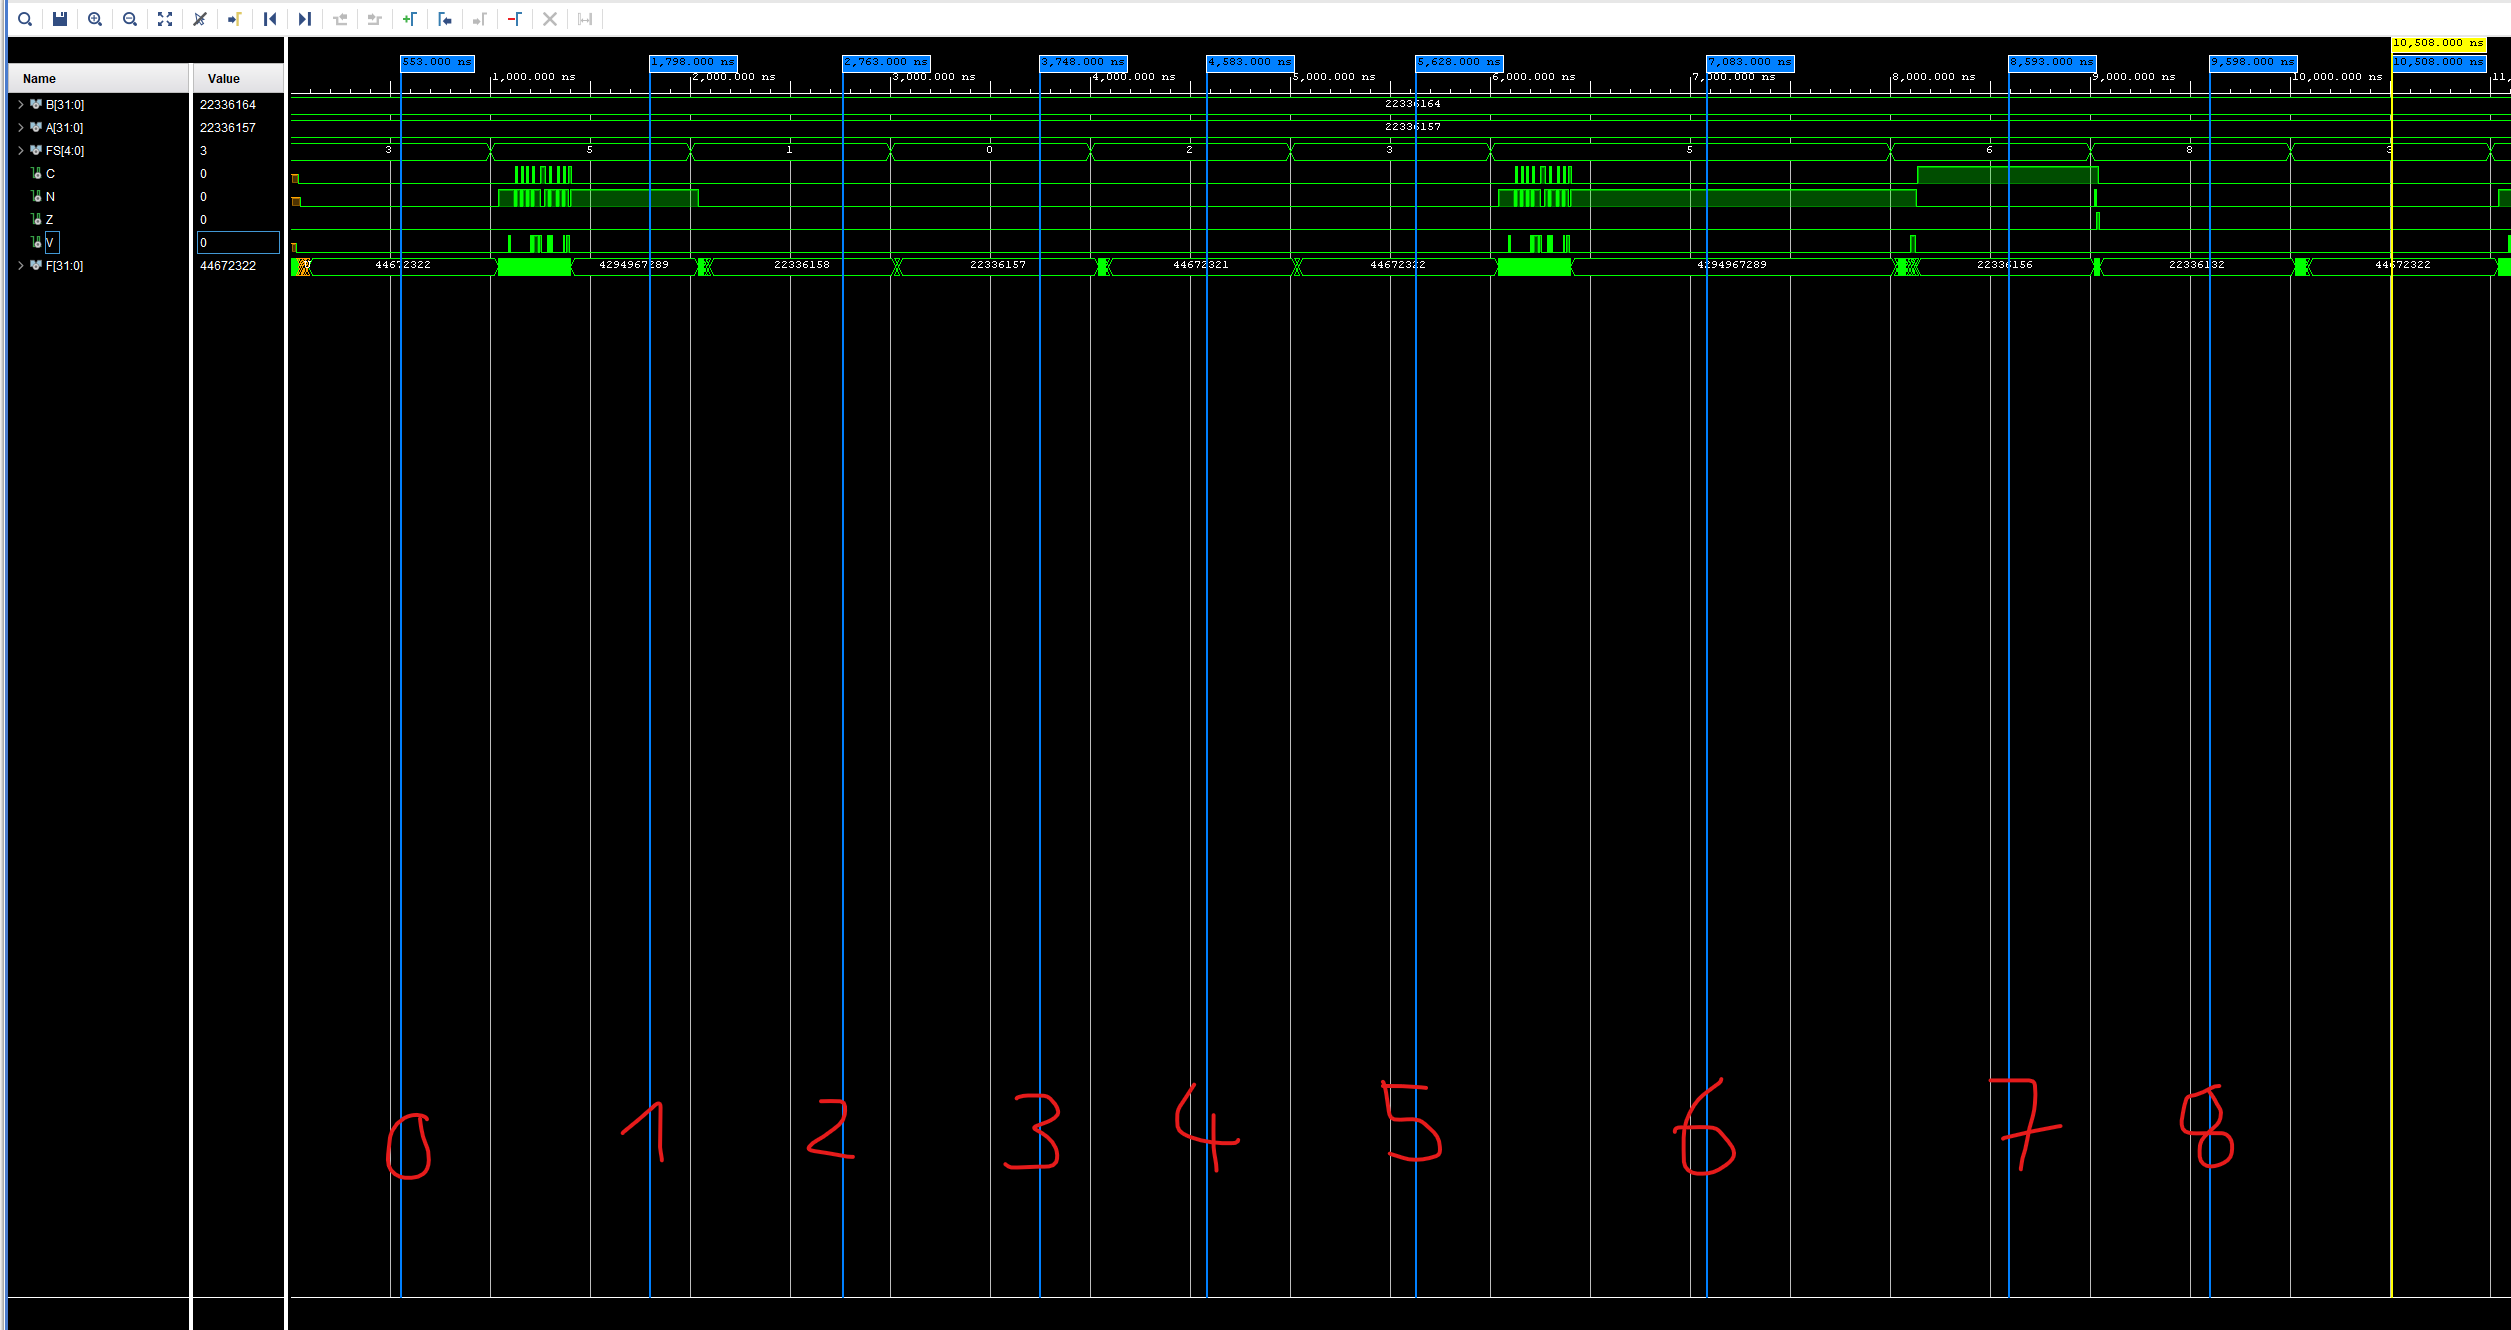 10,508.000 ns
553.000 ns 1,798.000 ns 2,763.000 ns 3,748.000 ns 4,583.000 ns 5,628.000 ns 7,083.000 ns 8,593.000 ns 9,598.000 ns 10,508.000 ns
Name Value 1,000.000 ns 2,000.000 ns 3,000.000 ns 4,000.000 ns 5,000.000 ns 6,000.000 ns 7,000.000 ns 8,000.000 ns 9,000.000 ns 10,000.000 ns 11,
B[31:0] 22336164 22336164
A[31:0] 22336157 22336157
FS[4:0] 3 3 5 1 0 2 3 5 6 8 3
C 0
N 0
Z 0
V 0
F[31:0] 44672322 44672322 4294967289 22336158 22336157 44672321 44672322 4294967289 22336156 22336132 44672322
0 1 2 3 4 5 6 7 8